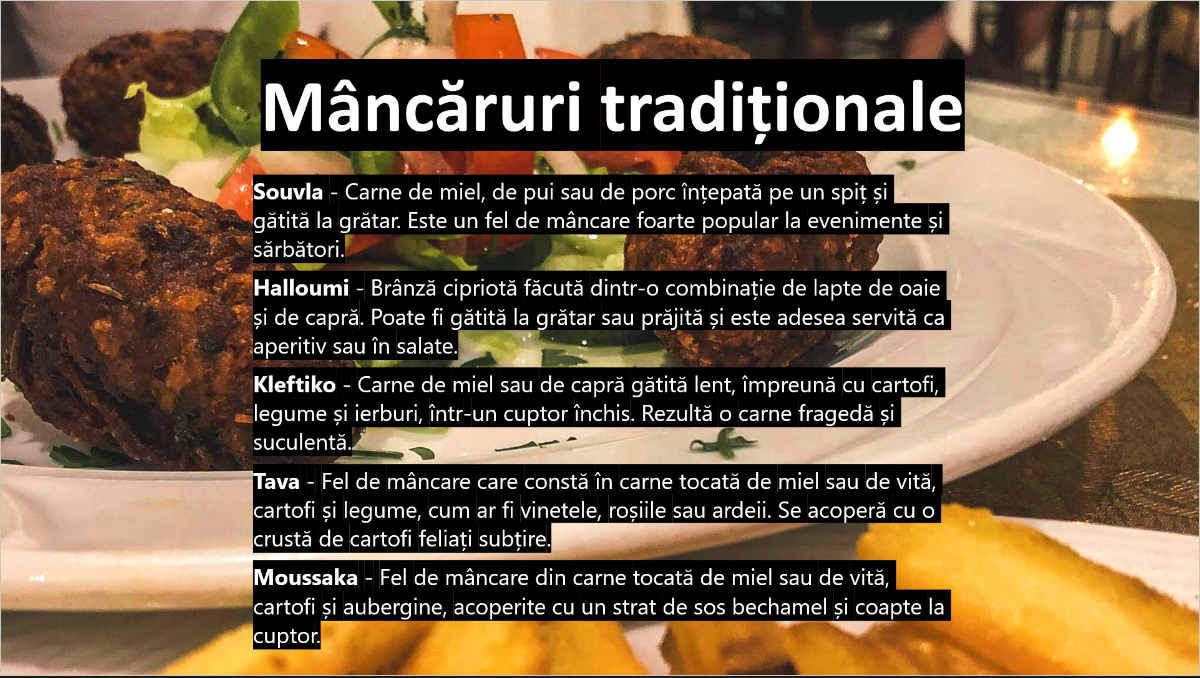 Mâncăruri tradiționale
Souvla - Carne de miel, de pui sau de porc înțepată pe un spiț și
gătită la grătar. Este un fel de mâncare foarte popular la evenimente și
sărbători.
Halloumi - Brânză cipriotă făcută dintr-o combinație de lapte de oaie
și de capră. Poate fi gătită la grătar sau prăjită și este adesea servită ca
aperitiv sau în salate.
Kleftiko - Carne de miel sau de capră gătită lent, împreună cu cartofi,
legume și ierburi, într-un cuptor închis. Rezultă o carne fragedă și
suculentă.
Tava - Fel de mâncare care constă în carne tocată de miel sau de vită,
cartofi și legume, cum ar fi vinetele, roșiile sau ardeii. Se acoperă cu o
crustă de cartofi feliați subțire.
Moussaka - Fel de mâncare din carne tocată de miel sau de vită,
cartofi și aubergine, acoperite cu un strat de sos bechamel și coapte la
cuptor.